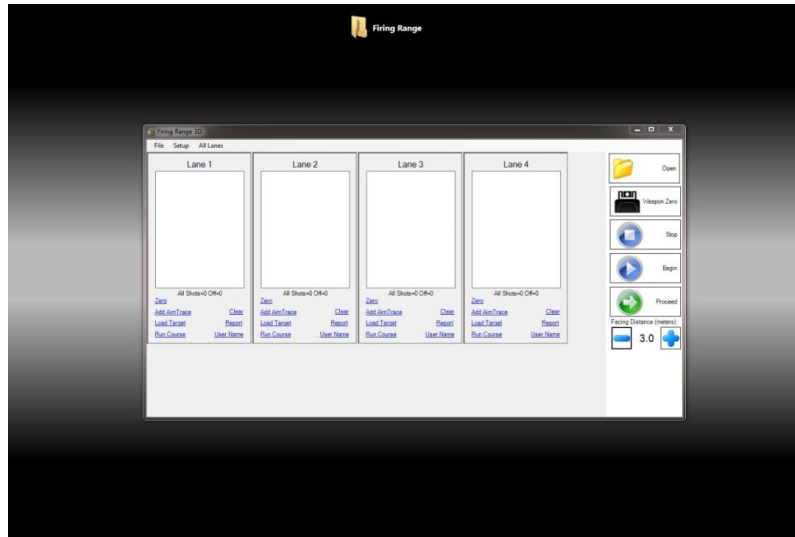 Firing Range
Firing Range 3D
File Setup All Lanes
Lane 1 Lane 2 Lane 3 Lane 4
All Shots=0 Off=0 All Shots=0 Off=0 All Shots=0 Off=0 All Shots=0 Off=0
Zero Zero Zero Zero
Add AimTrace Clear Add AimTrace Clear Add AimTrace Clear Add AimTrace Clear
Load Target Report Load Target Report Load Target Report Load Target Report
Run Course User Name Run Course User Name Run Course User Name Run Course User Name
Open
Weapon Zero
Stop
Begin
Proceed
Facing Distance (meters)
3.0